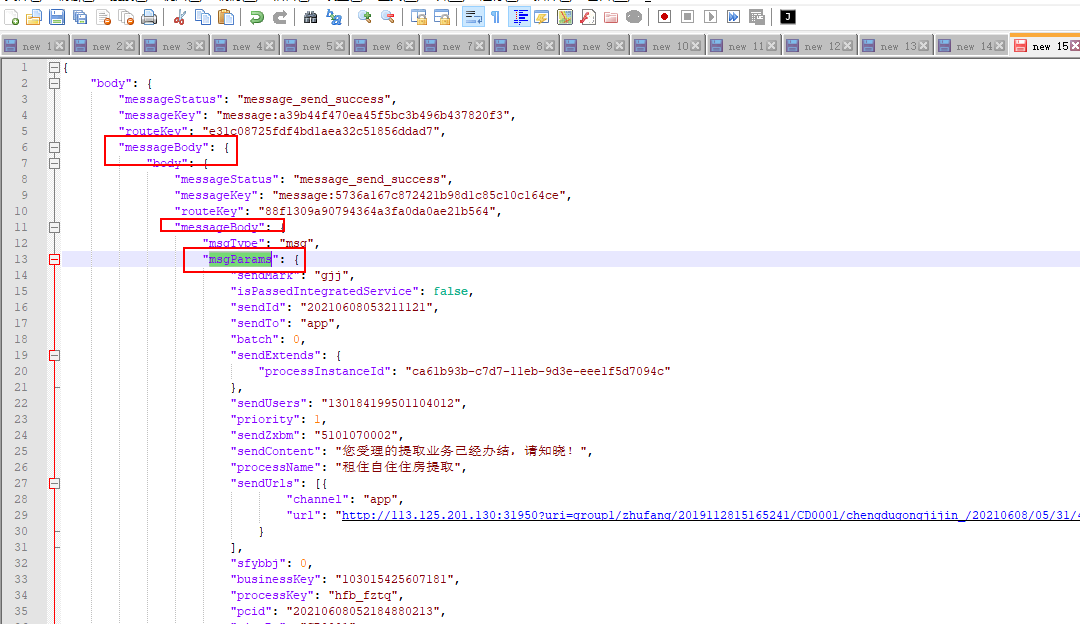 new 1 new 2 new 3 new 4 new 5 new 6 new 7 new 8 new 9 new 10 new 11 new 12 new 13 new 14 new 15
1 {
2 "body": {
3 "messageStatus": "message_send_success",
4 "messageKey": "message:a39b44f470ea45f5bc3b496b437820f3",
5 "routeKey": "e31c08725fdf4bd1aea32c51856ddad7",
6 "messageBody": {
7 "body": {
8 "messageStatus": "message_send_success",
9 "messageKey": "message:5736a167c872421b98d1c85c10c164ce",
10 "routeKey": "88f1309a90794364a3fa0da0ae21b564",
11 "messageBody": {
12 "msgType": "msg",
13 "msgParams": {
14 "sendMark": "gjj",
15 "isPassedIntegratedService": false,
16 "sendId": "20210608053211121",
17 "sendTo": "app",
18 "batch": 0,
19 "sendExtends": {
20 "processInstanceId": "ca61b93b-c7d7-11eb-9d3e-eee1f5d7094c"
21 },
22 "sendUsers": "130184199501104012",
23 "priority": 1,
24 "sendZxbm": "5101070002",
25 "sendContent": "您受理的提取业务已经办结，请知晓！",
26 "processName": "租住自住住房提取",
27 "sendUrls": [{
28 "channel": "app",
29 "url": "http://113.125.201.130:31950?uri=group1/zhufang/2019112815165241/CD0001/chengdugongjijin_/20210608/05/31/4
30 }
31 ],
32 "sfybbj": 0,
33 "businessKey": "103015425607181",
34 "processKey": "hfb_fztq",
35 "pcid": "20210608052184880213",